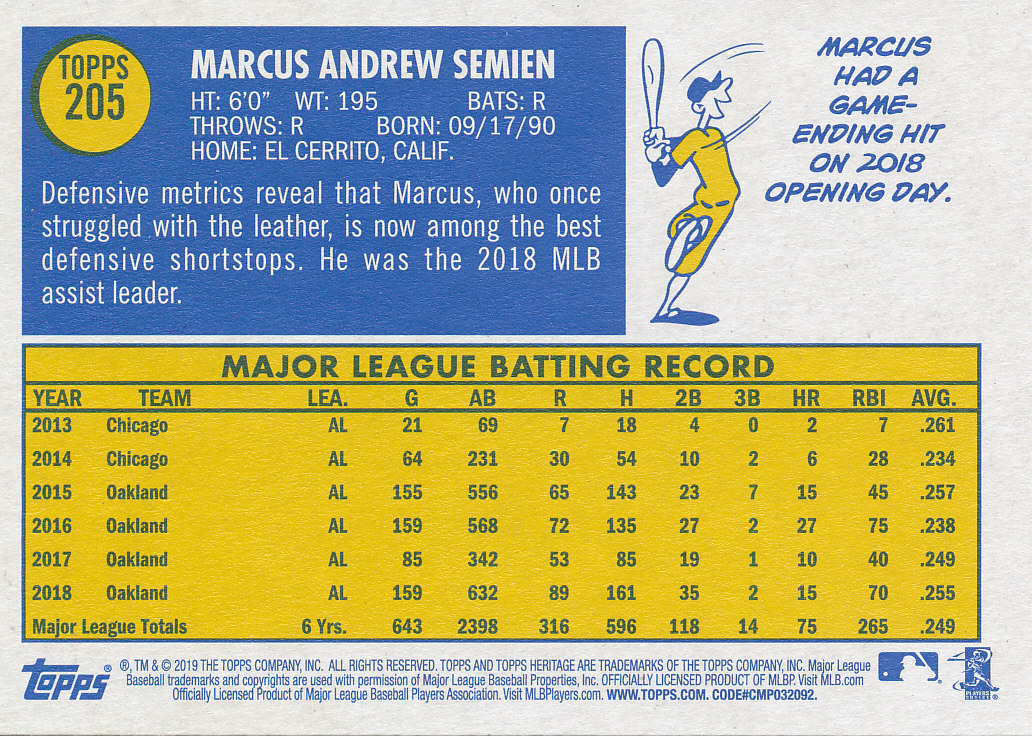 TOPPS
205
MARCUS ANDREW SEMIEN
HT: 6'0" WT: 195 BATS: R
THROWS: R BORN: 09/17/90
HOME: EL CERRITO, CALIF.
Defensive metrics reveal that Marcus, who once
struggled with the leather, is now among the best
defensive shortstops. He was the 2018 MLB
assist leader.
MARCUS
HAD A
GAME-
ENDING HIT
ON 2018
OPENING DAY.
MAJOR LEAGUE BATTING RECORD
YEAR TEAM LEA. G AB R H 2B 3B HR RBI AVG.
2013 Chicago AL 21 69 7 18 4 0 2 7 .261
2014 Chicago AL 64 231 30 54 10 2 6 28 .234
2015 Oakland AL 155 556 65 143 23 7 15 45 .257
2016 Oakland AL 159 568 72 135 27 2 27 75 .238
2017 Oakland AL 85 342 53 85 19 1 10 40 .249
2018 Oakland AL 159 632 89 161 35 2 15 70 .255
Major League Totals 6 Yrs. 643 2398 316 596 118 14 75 265 .249
Topps ®
®, TM & © 2019 THE TOPPS COMPANY, INC. ALL RIGHTS RESERVED. TOPPS AND TOPPS HERITAGE ARE TRADEMARKS OF THE TOPPS COMPANY, INC. Major League
Baseball trademarks and copyrights are used with permission of Major League Baseball Properties, Inc. OFFICIALLY LICENSED PRODUCT OF MLBP. Visit MLB.com
Officially Licensed Product of Major League Baseball Players Association. Visit MLBPlayers.com. WWW.TOPPS.COM. CODE#CMP032092.
PLAYERS
CHOICE ®